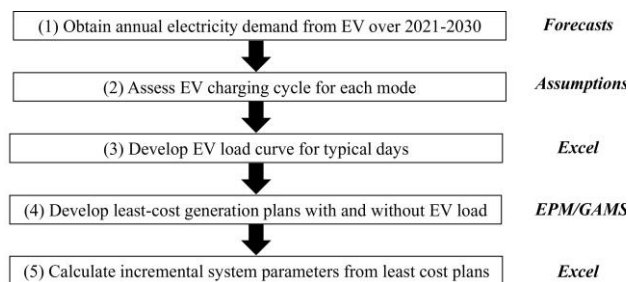 (1) Obtain annual electricity demand from EV over 2021-2030 Forecasts
(2) Assess EV charging cycle for each mode Assumptions
(3) Develop EV load curve for typical days Excel
(4) Develop least-cost generation plans with and without EV load EPM/GAMS
(5) Calculate incremental system parameters from least cost plans Excel